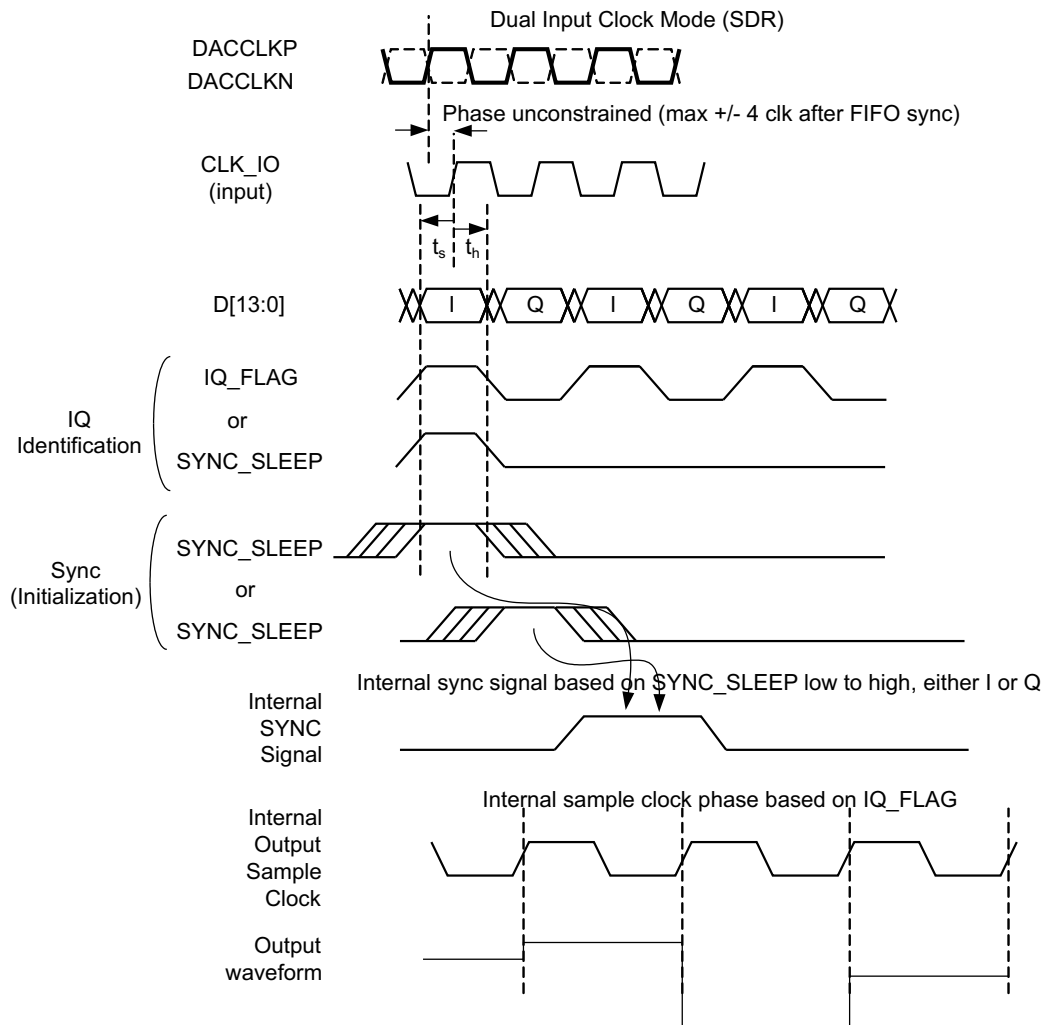 Dual Input Clock Mode (SDR)
DACCLKP
DACCLKN
Phase unconstrained (max +/- 4 clk after FIFO sync)
CLK_IO
(input)
ts th
D[13:0]
I Q I Q I Q
IQ_FLAG
or
SYNC_SLEEP
IQ
Identification
SYNC_SLEEP
or
SYNC_SLEEP
Sync
(Initialization)
Internal sync signal based on SYNC_SLEEP low to high, either I or Q
Internal
SYNC
Signal
Internal sample clock phase based on IQ_FLAG
Internal
Output
Sample
Clock
Output
waveform